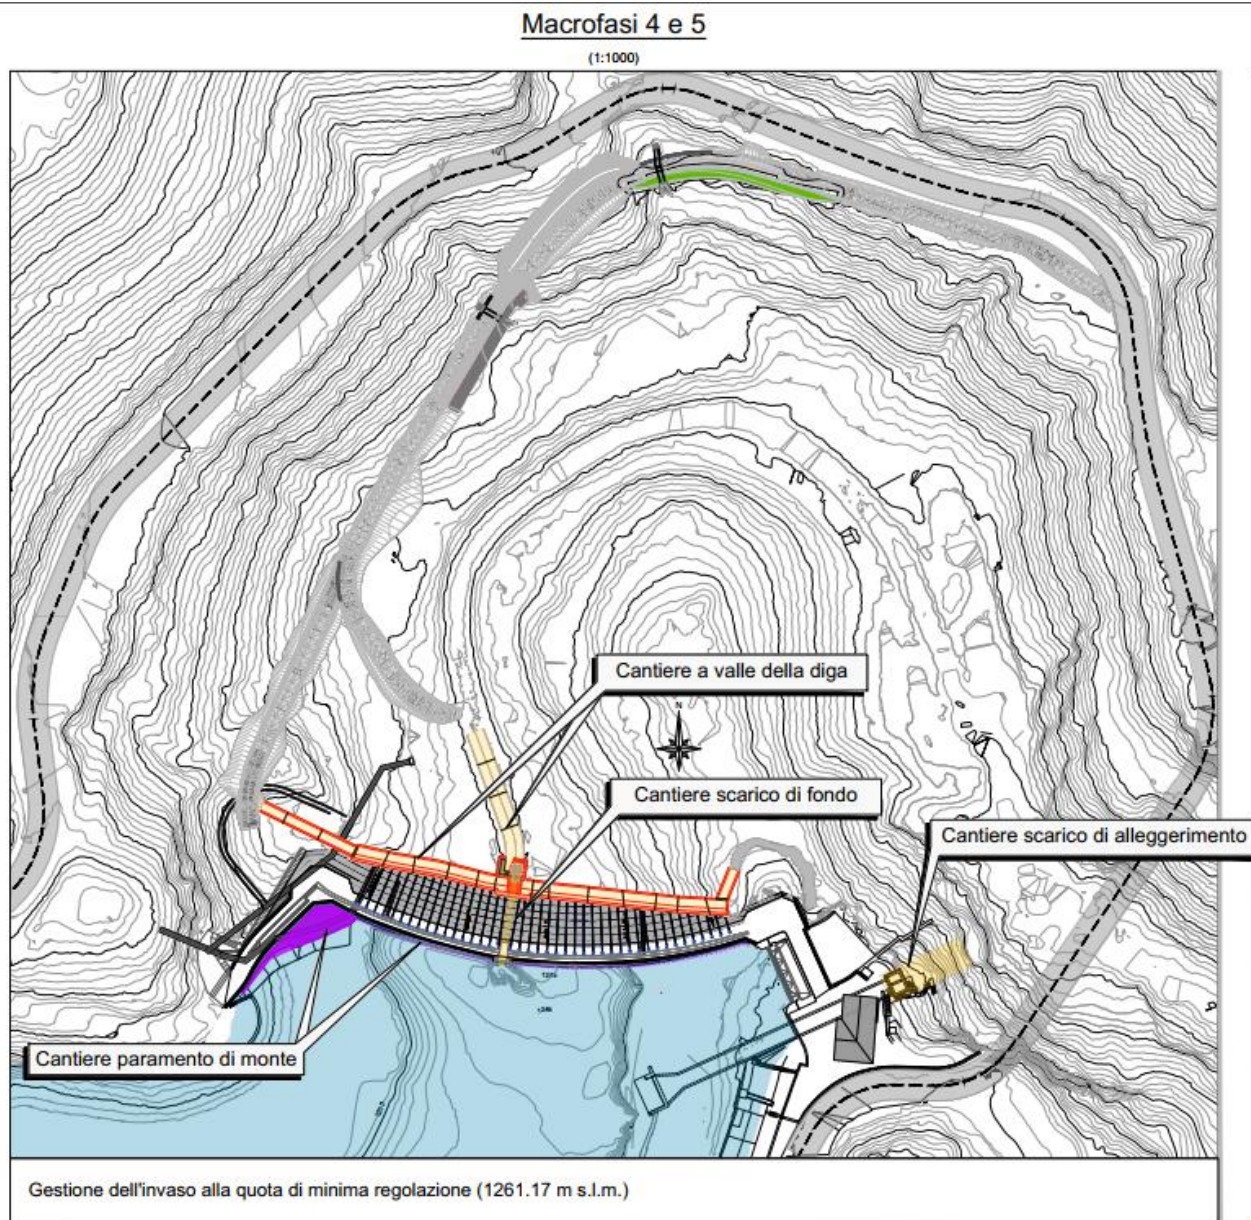 Macrofasi 4 e 5
(1:1000)
Cantiere a valle della diga
N
Cantiere scarico di fondo
Cantiere scarico di alleggerimento
Cantiere paramento di monte
Gestione dell'invaso alla quota di minima regolazione (1261.17 m s.l.m.)